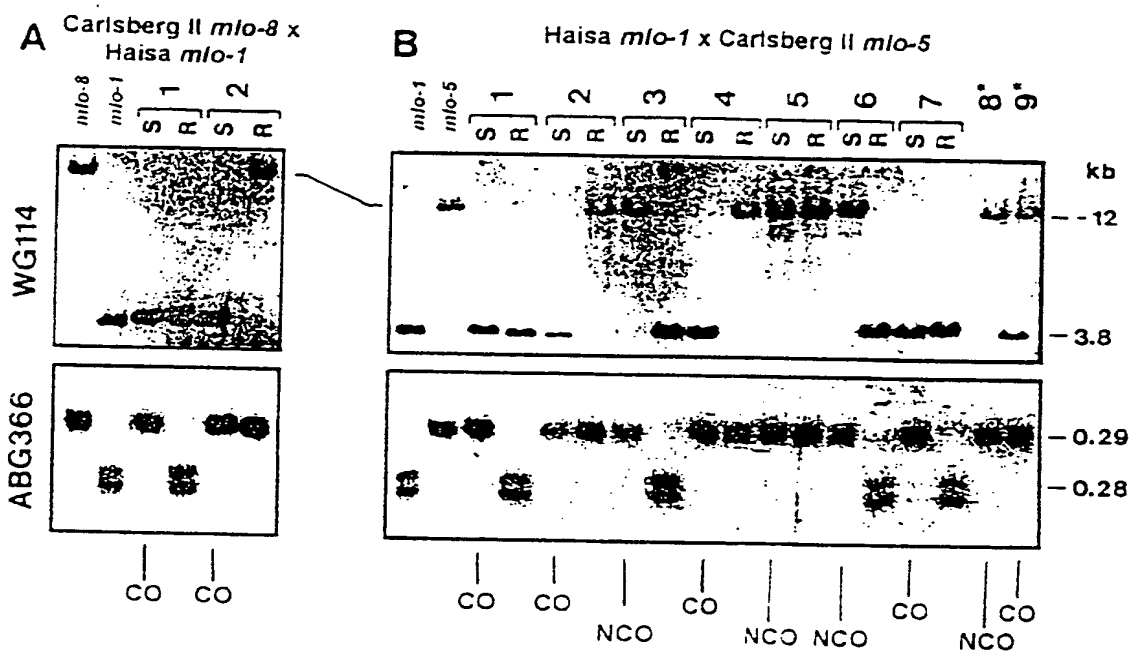 A
Carlsberg II mlo-8 x
Haisa mlo-1
mlo-8 mlo-1 1 2
S R S R
WG114
ABG366
CO CO
B
Haisa mlo-1 x Carlsberg II mlo-5
mlo-1 mlo-5 1 2 3 4 5 6 7 8* 9*
S R S R S R S R S R S R S R
kb
12
3.8
0.29
0.28
CO CO NCO CO NCO NCO CO NCO CO